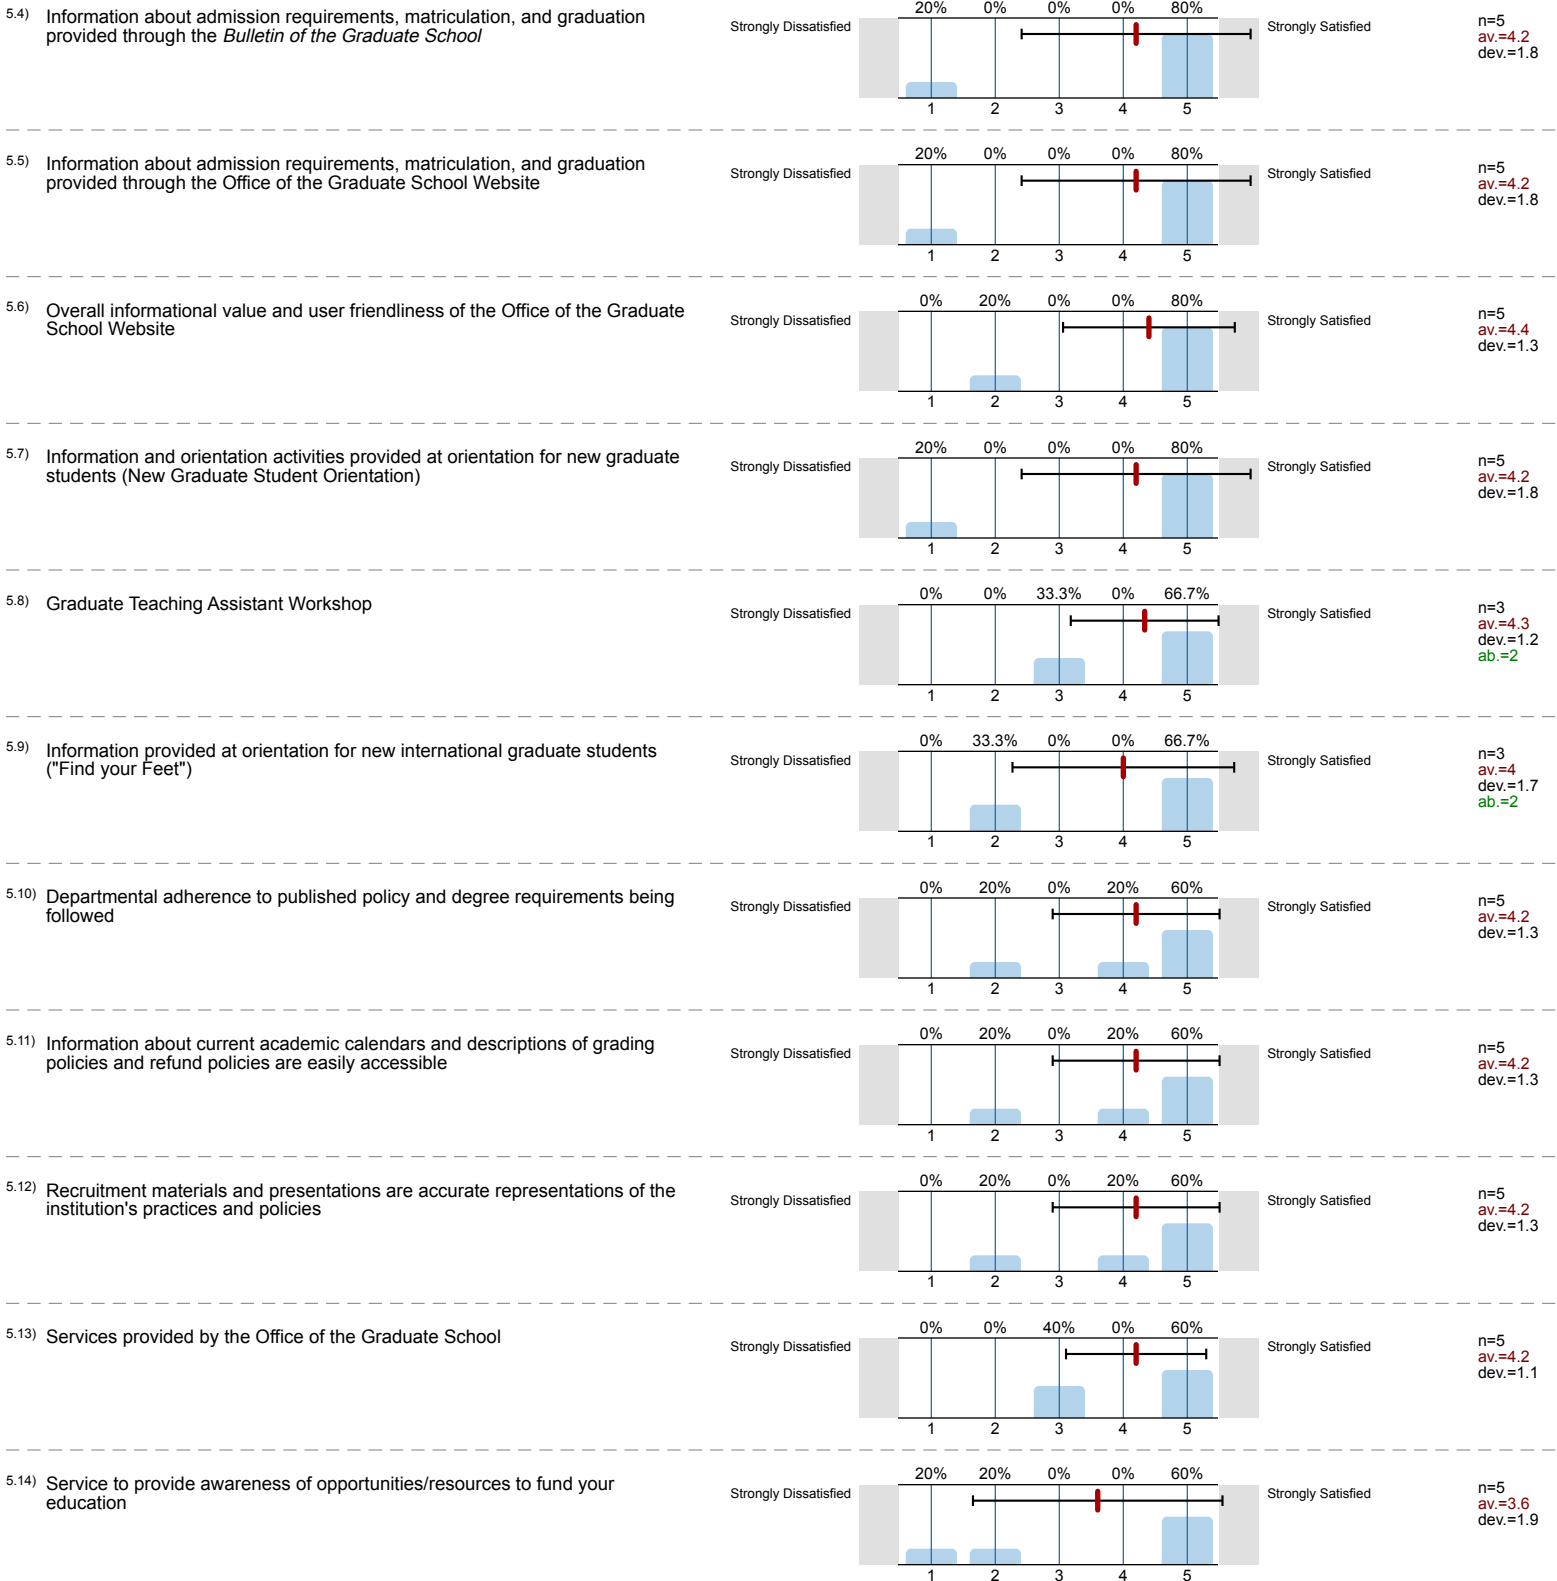 5.4) Information about admission requirements, matriculation, and graduation
provided through the Bulletin of the Graduate School
Strongly Dissatisfied
20% 0% 0% 0% 80%
1 2 3 4 5
Strongly Satisfied
n=5
av.=4.2
dev.=1.8
5.5) Information about admission requirements, matriculation, and graduation
provided through the Office of the Graduate School Website
Strongly Dissatisfied
20% 0% 0% 0% 80%
1 2 3 4 5
Strongly Satisfied
n=5
av.=4.2
dev.=1.8
5.6) Overall informational value and user friendliness of the Office of the Graduate
School Website
Strongly Dissatisfied
0% 20% 0% 0% 80%
1 2 3 4 5
Strongly Satisfied
n=5
av.=4.4
dev.=1.3
5.7) Information and orientation activities provided at orientation for new graduate
students (New Graduate Student Orientation)
Strongly Dissatisfied
20% 0% 0% 0% 80%
1 2 3 4 5
Strongly Satisfied
n=5
av.=4.2
dev.=1.8
5.8) Graduate Teaching Assistant Workshop
Strongly Dissatisfied
0% 0% 33.3% 0% 66.7%
1 2 3 4 5
Strongly Satisfied
n=3
av.=4.3
dev.=1.2
ab.=2
5.9) Information provided at orientation for new international graduate students
("Find your Feet")
Strongly Dissatisfied
0% 33.3% 0% 0% 66.7%
1 2 3 4 5
Strongly Satisfied
n=3
av.=4
dev.=1.7
ab.=2
5.10) Departmental adherence to published policy and degree requirements being
followed
Strongly Dissatisfied
0% 20% 0% 20% 60%
1 2 3 4 5
Strongly Satisfied
n=5
av.=4.2
dev.=1.3
5.11) Information about current academic calendars and descriptions of grading
policies and refund policies are easily accessible
Strongly Dissatisfied
0% 20% 0% 20% 60%
1 2 3 4 5
Strongly Satisfied
n=5
av.=4.2
dev.=1.3
5.12) Recruitment materials and presentations are accurate representations of the
institution's practices and policies
Strongly Dissatisfied
0% 20% 0% 20% 60%
1 2 3 4 5
Strongly Satisfied
n=5
av.=4.2
dev.=1.3
5.13) Services provided by the Office of the Graduate School
Strongly Dissatisfied
0% 0% 40% 0% 60%
1 2 3 4 5
Strongly Satisfied
n=5
av.=4.2
dev.=1.1
5.14) Service to provide awareness of opportunities/resources to fund your
education
Strongly Dissatisfied
20% 20% 0% 0% 60%
1 2 3 4 5
Strongly Satisfied
n=5
av.=3.6
dev.=1.9